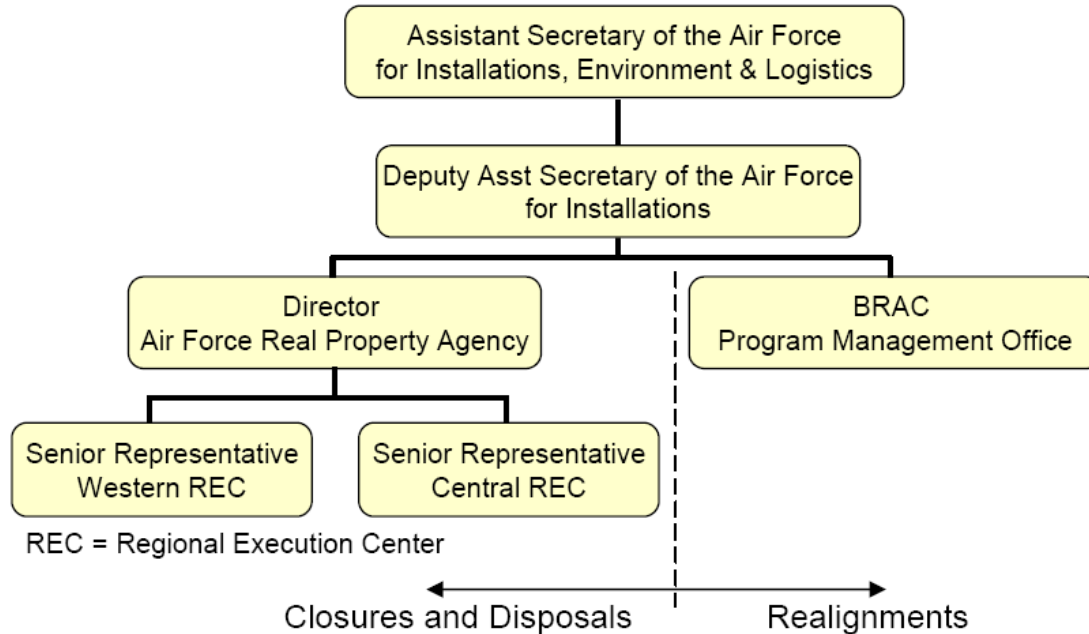 Assistant Secretary of the Air Force
for Installations, Environment & Logistics
Deputy Asst Secretary of the Air Force
for Installations
Director
Air Force Real Property Agency
BRAC
Program Management Office
Senior Representative
Western REC
Senior Representative
Central REC
REC = Regional Execution Center
Closures and Disposals
Realignments